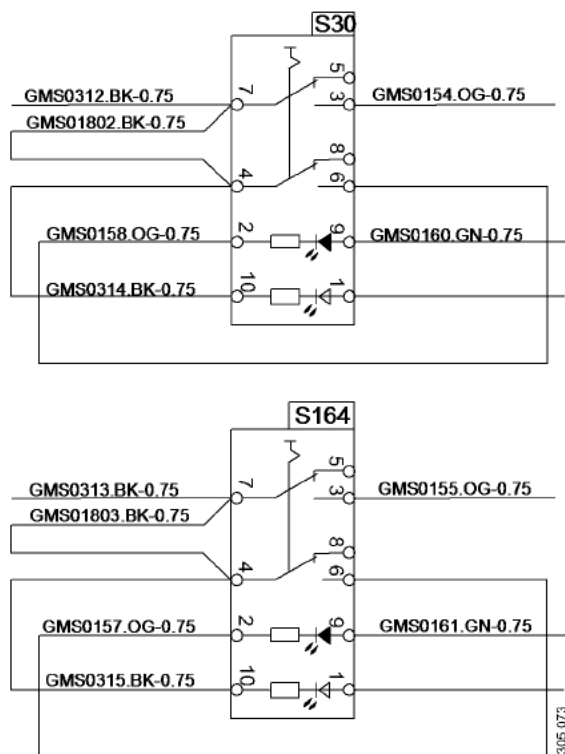 S30
5
7
GMS0312.BK-0.75
3
GMS0154.OG-0.75
GMS01802.BK-0.75
8
4
6
GMS0158.OG-0.75
2
9
GMS0160.GN-0.75
GMS0314.BK-0.75
10
1
S164
5
7
GMS0313.BK-0.75
3
GMS0155.OG-0.75
GMS01803.BK-0.75
8
4
6
GMS0157.OG-0.75
2
9
GMS0161.GN-0.75
GMS0315.BK-0.75
10
1
305 073